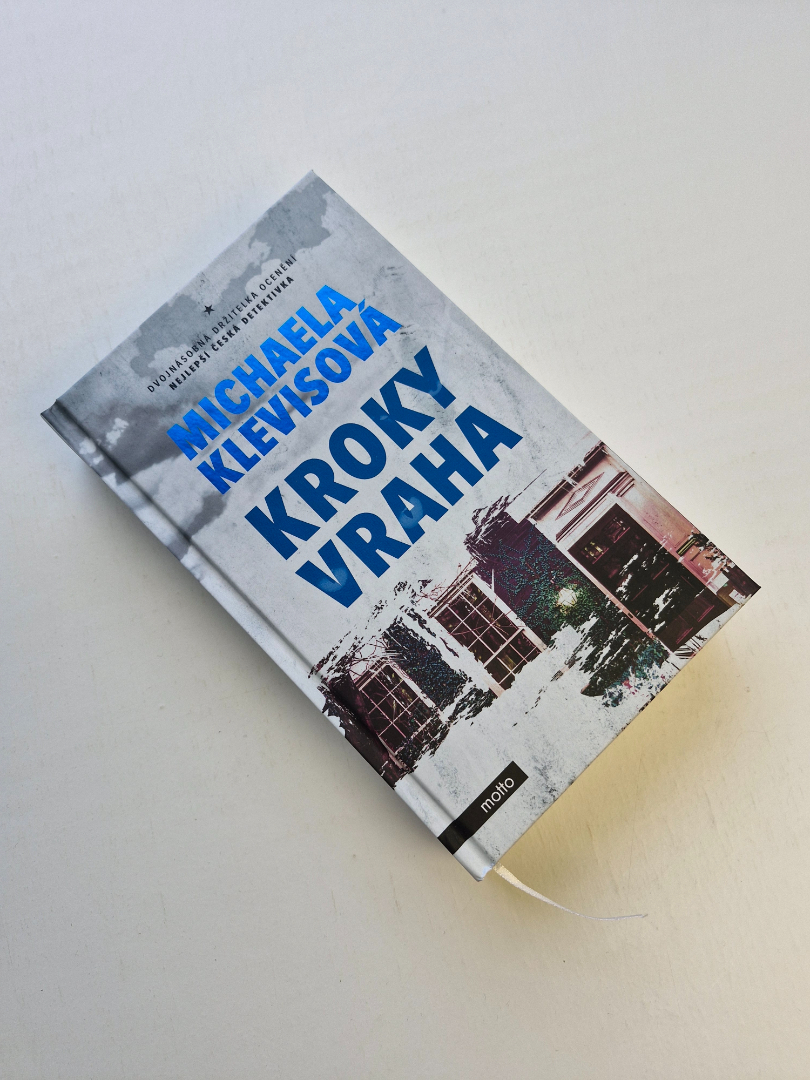 DVOJNÁSOBNÁ DRŽITELKA OCENĚNÍ
NEJLEPŠÍ ČESKÁ DETEKTIVKA
MICHAELA
KLEVISOVÁ
KROKY
VRAHA
motto